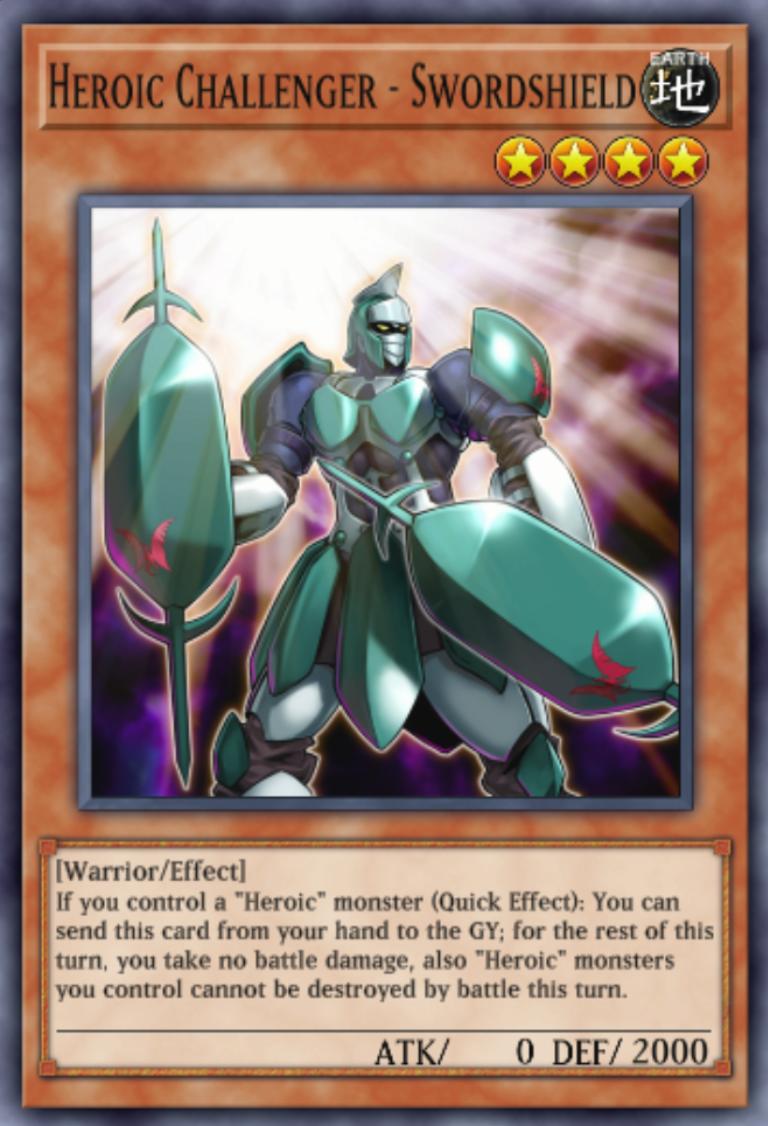 Heroic Challenger - Swordshield
EARTH
地
[Warrior/Effect]
If you control a "Heroic" monster (Quick Effect): You can
send this card from your hand to the GY; for the rest of this
turn, you take no battle damage, also "Heroic" monsters
you control cannot be destroyed by battle this turn.
ATK/ 0 DEF/ 2000